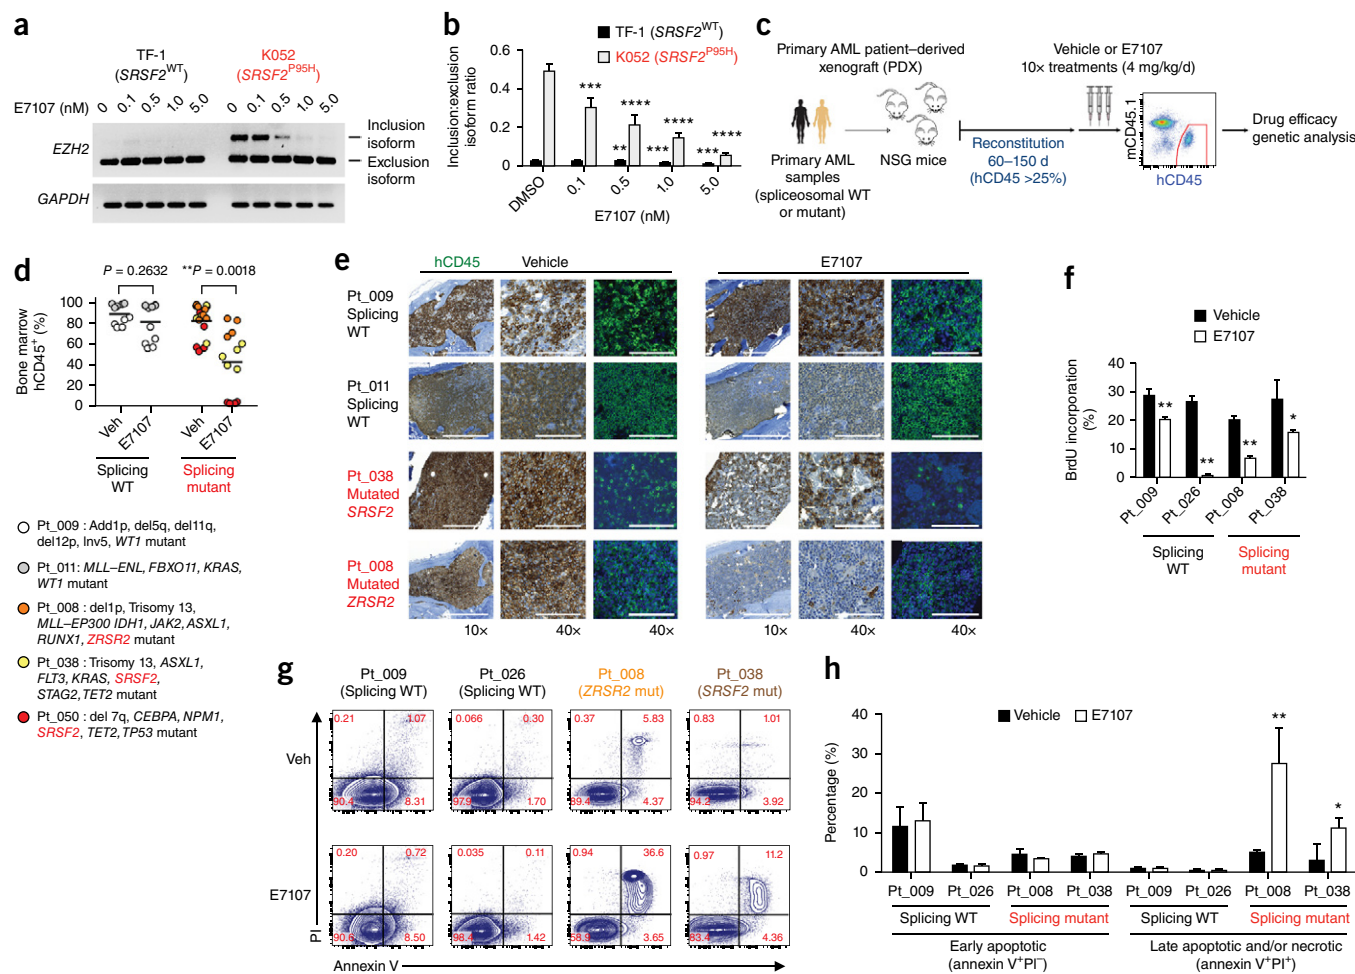 a
TF-1
(SRSF2WT)
K052
(SRSF2P95H)
E7107 (nM)
0 0.1 0.5 1.0 5.0 0 0.1 0.5 1.0 5.0
EZH2
Inclusion
isoform
Exclusion
isoform
GAPDH
b
TF-1 (SRSF2WT)
K052 (SRSF2P95H)
Inclusion:exclusion
isoform ratio
0.6
0.4
0.2
0
*** **** **** ****
** *** ***
DMSO 0.1 0.5 1.0 5.0
E7107 (nM)
c
Primary AML patient–derived
xenograft (PDX)
Primary AML
samples
(spliceosomal WT
or mutant)
NSG mice
Reconstitution
60–150 d
(hCD45 >25%)
Vehicle or E7107
10× treatments (4 mg/kg/d)
mCD45.1
hCD45
Drug efficacy
genetic analysis
d
P = 0.2632 **P = 0.0018
Bone marrow
hCD45+ (%)
100
80
60
40
20
0
Veh E7107 Veh E7107
Splicing
WT
Splicing
mutant
Pt_009 : Add1p, del5q, del11q,
del12p, Inv5, WT1 mutant
Pt_011: MLL–ENL, FBXO11, KRAS,
WT1 mutant
Pt_008 : del1p, Trisomy 13,
MLL–EP300 IDH1, JAK2, ASXL1,
RUNX1, ZRSR2 mutant
Pt_038 : Trisomy 13, ASXL1,
FLT3, KRAS, SRSF2,
STAG2, TET2 mutant
Pt_050 : del 7q, CEBPA, NPM1,
SRSF2, TET2, TP53 mutant
e
hCD45 Vehicle E7107
Pt_009
Splicing
WT
Pt_011
Splicing
WT
Pt_038
Mutated
SRSF2
Pt_008
Mutated
ZRSR2
10× 40× 40× 10× 40× 40×
f
Vehicle
E7107
BrdU incorporation
(%)
40
30
20
10
0
** ** ** *
Pt_009 Pt_026 Pt_008 Pt_038
Splicing
WT
Splicing
mutant
g
Pt_009
(Splicing WT)
Pt_026
(Splicing WT)
Pt_008
(ZRSR2 mut)
Pt_038
(SRSF2 mut)
Veh
0.21 1.07 0.066 0.30 0.37 5.83 0.83 1.01
90.4 8.31 97.9 1.70 89.4 4.37 94.2 3.92
E7107
0.20 0.72 0.035 0.11 0.94 36.6 0.97 11.2
90.6 8.50 98.4 1.42 58.9 3.65 83.4 4.36
PI
Annexin V
h
Vehicle E7107
Percentage (%)
40
30
20
10
0
** *
Pt_009 Pt_026 Pt_008 Pt_038 Pt_009 Pt_026 Pt_008 Pt_038
Splicing WT Splicing mutant Splicing WT Splicing mutant
Early apoptotic
(annexin V+PI–)
Late apoptotic and/or necrotic
(annexin V+PI+)